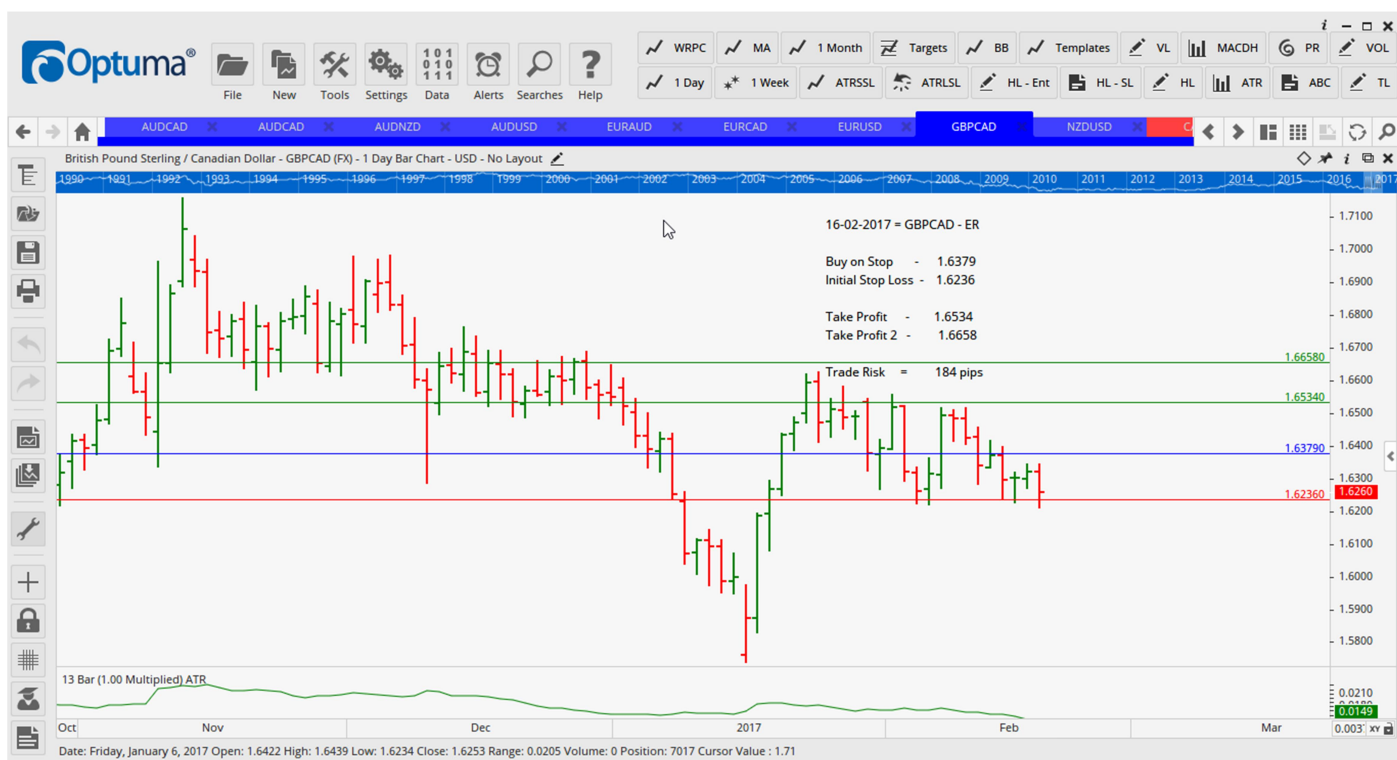 Optuma®
File New Tools Settings Data Alerts Searches Help
WRPC MA 1 Month Targets BB Templates VL MACDH PR VOL
1 Day 1 Week ATRSSL ATRLSL HL - Ent HL - SL HL ATR ABC TL
AUDCAD AUDCAD AUDNZD AUDUSD EURAUD EURCAD EURUSD GBPCAD NZDUSD
British Pound Sterling / Canadian Dollar - GBPCAD (FX) - 1 Day Bar Chart - USD - No Layout
1990 1991 1992 1993 1994 1995 1996 1997 1998 1999 2000 2001 2002 2003 2004 2005 2006 2007 2008 2009 2010 2011 2012 2013 2014 2015 2016 2017
16-02-2017 = GBPCAD - ER
Buy on Stop - 1.6379
Initial Stop Loss - 1.6236
Take Profit - 1.6534
Take Profit 2 - 1.6658
Trade Risk = 184 pips
1.66580
1.65340
1.63790
1.62360
1.7100
1.7000
1.6900
1.6800
1.6700
1.6600
1.6500
1.6400
1.6300
1.6260
1.6200
1.6100
1.6000
1.5900
1.5800
13 Bar (1.00 Multiplied) ATR
0.0210
0.0149
Oct Nov Dec 2017 Feb Mar
XY
Date: Friday, January 6, 2017 Open: 1.6422 High: 1.6439 Low: 1.6234 Close: 1.6253 Range: 0.0205 Volume: 0 Position: 7017 Cursor Value : 1.71